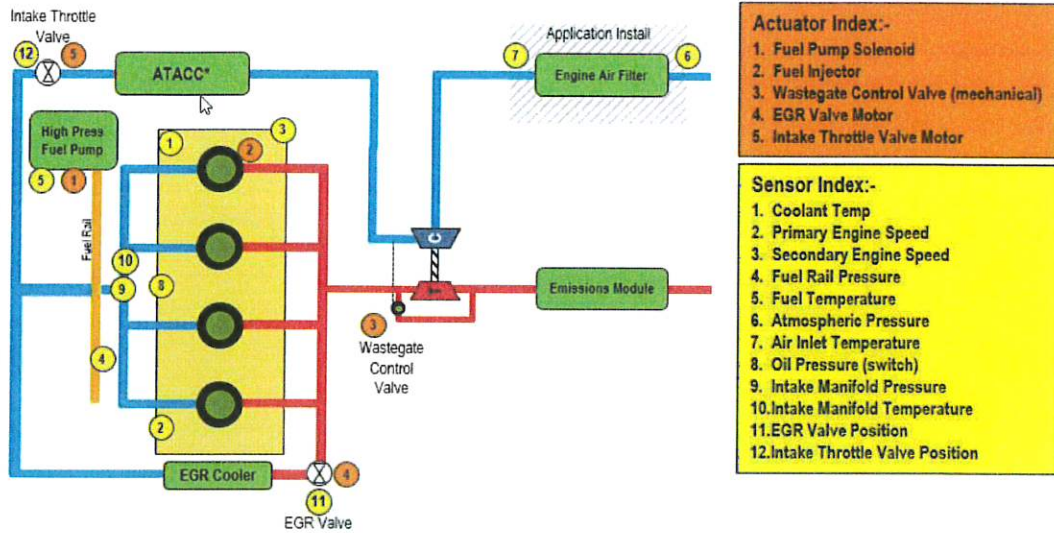 Intake Throttle
Valve
12
5
ATACC*
Application Install
7
6
Engine Air Filter
High Press
Fuel Pump
5
1
Fuel Rail
1
2
3
10
9
8
4
2
C
Emissions Module
3
Wastegate
Control
Valve
EGR Cooler
4
11
EGR Valve
Actuator Index:-
1. Fuel Pump Solenoid
2. Fuel Injector
3. Wastegate Control Valve (mechanical)
4. EGR Valve Motor
5. Intake Throttle Valve Motor
Sensor Index:-
1. Coolant Temp
2. Primary Engine Speed
3. Secondary Engine Speed
4. Fuel Rail Pressure
5. Fuel Temperature
6. Atmospheric Pressure
7. Air Inlet Temperature
8. Oil Pressure (switch)
9. Intake Manifold Pressure
10.Intake Manifold Temperature
11.EGR Valve Position
12.Intake Throttle Valve Position